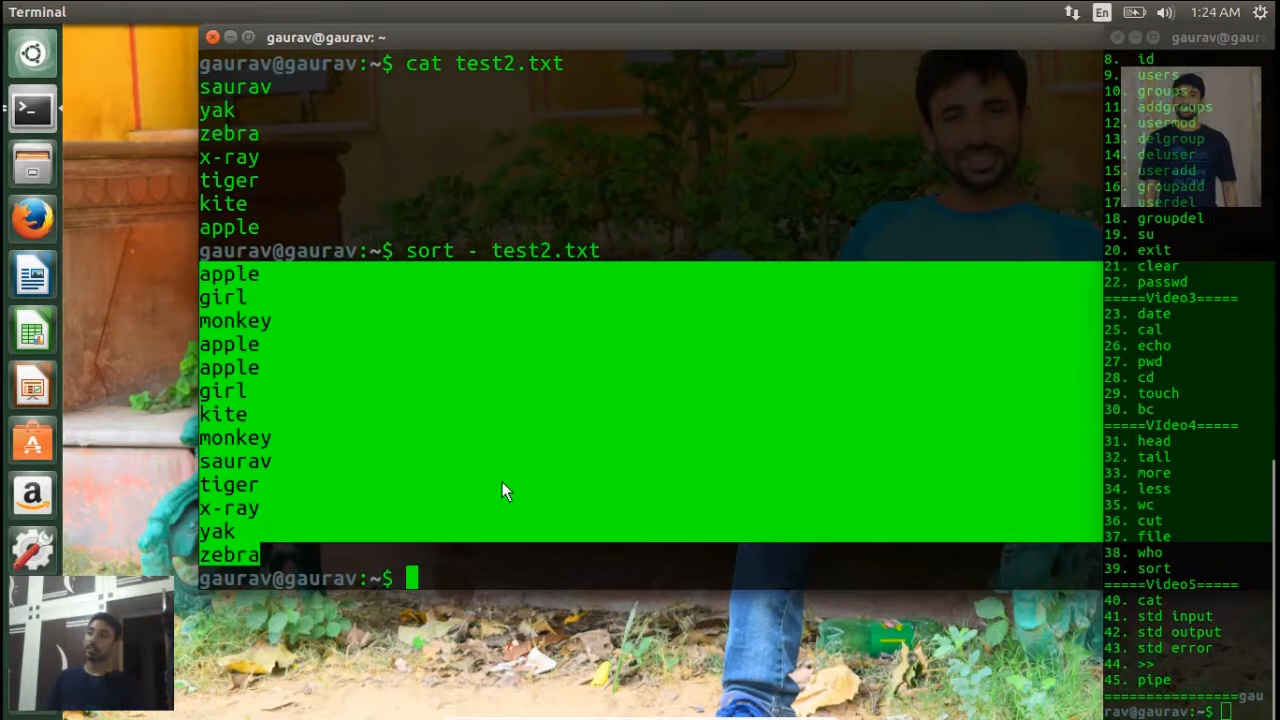 Terminal
En
1:24 AM
gaurav@gaurav: ~
gaurav@gaurav:~$ cat test2.txt
saurav
yak
zebra
x-ray
tiger
kite
apple
gaurav@gaurav:~$ sort - test2.txt
apple
girl
monkey
apple
apple
girl
kite
monkey
saurav
tiger
x-ray
yak
zebra
gaurav@gaurav:~$
gaurav@gaura
8. id
9. users
10. groups
11. addgroups
12. usermod
13. delgroup
14. deluser
15. useradd
16. groupadd
17. userdel
18. groupdel
19. su
20. exit
21. clear
22. passwd
=====Video3=====
23. date
25. cal
26. echo
27. pwd
28. cd
29. touch
30. bc
=====VIdeo4=====
31. head
32. tail
33. more
34. less
35. wc
36. cut
37. file
38. who
39. sort
=====Video5=====
40. cat
41. std input
42. std output
43. std error
44. >>
45. pipe
================gau
rav@gaurav:~$